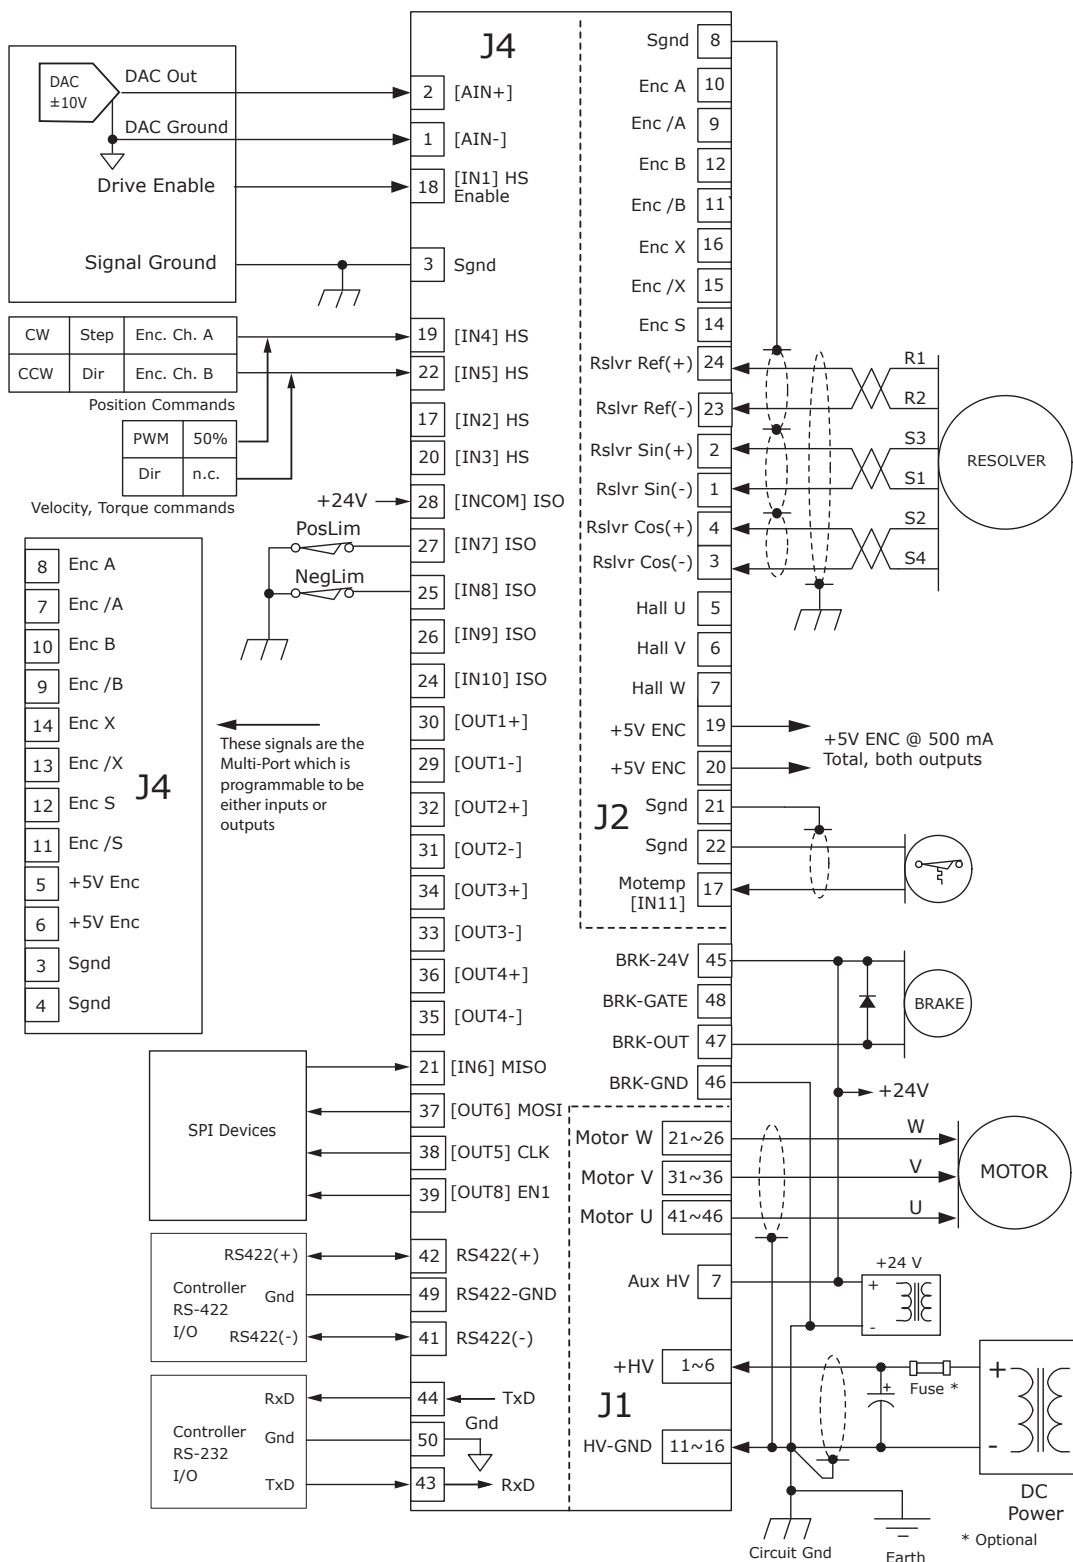 DAC
±10V
DAC Out
DAC Ground
Drive Enable
Signal Ground
CW Step Enc. Ch. A
CCW Dir Enc. Ch. B
Position Commands
PWM 50%
Dir n.c.
Velocity, Torque commands
+24V
PosLim
NegLim
8 Enc A
7 Enc /A
10 Enc B
9 Enc /B
14 Enc X
13 Enc /X
12 Enc S
11 Enc /S
5 +5V Enc
6 +5V Enc
3 Sgnd
4 Sgnd
J4
These signals are the
Multi-Port which is
programmable to be
either inputs or
outputs
SPI Devices
RS422(+)
Controller
RS-422
I/O
Gnd
RS422(-)
RxD
Controller
RS-232
I/O
Gnd
TxD
J4
2 [AIN+]
1 [AIN-]
18 [IN1] HS
Enable
3 Sgnd
19 [IN4] HS
22 [IN5] HS
17 [IN2] HS
20 [IN3] HS
28 [INCOM] ISO
27 [IN7] ISO
25 [IN8] ISO
26 [IN9] ISO
24 [IN10] ISO
30 [OUT1+]
29 [OUT1-]
32 [OUT2+]
31 [OUT2-]
34 [OUT3+]
33 [OUT3-]
36 [OUT4+]
35 [OUT4-]
21 [IN6] MISO
37 [OUT6] MOSI
38 [OUT5] CLK
39 [OUT8] EN1
42 RS422(+)
49 RS422-GND
41 RS422(-)
44 TxD
50 Gnd
43 RxD
J2
Sgnd 8
Enc A 10
Enc /A 9
Enc B 12
Enc /B 11
Enc X 16
Enc /X 15
Enc S 14
Rslvr Ref(+) 24
Rslvr Ref(-) 23
Rslvr Sin(+) 2
Rslvr Sin(-) 1
Rslvr Cos(+) 4
Rslvr Cos(-) 3
Hall U 5
Hall V 6
Hall W 7
+5V ENC 19
+5V ENC 20
Sgnd 21
Sgnd 22
Motemp
[IN11] 17
BRK-24V 45
BRK-GATE 48
BRK-OUT 47
BRK-GND 46
J1
Motor W 21~26
Motor V 31~36
Motor U 41~46
Aux HV 7
+HV 1~6
HV-GND 11~16
R1
R2
S3
S1
S2
S4
RESOLVER
+5V ENC @ 500 mA
Total, both outputs
BRAKE
+24V
W
V
U
MOTOR
+24 V
+
-
Fuse *
+
+
-
DC
Power
* Optional
Circuit Gnd
Earth